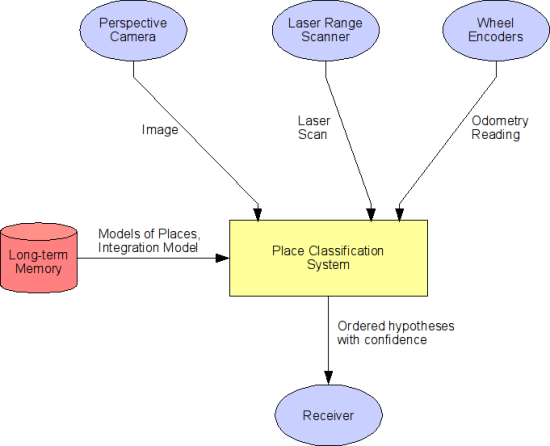 Perspective
Camera
Laser Range
Scanner
Wheel
Encoders
Image
Laser
Scan
Odometry
Reading
Long-term
Memory
Models of Places,
Integration Model
Place Classification
System
Ordered hypotheses
with confidence
Receiver